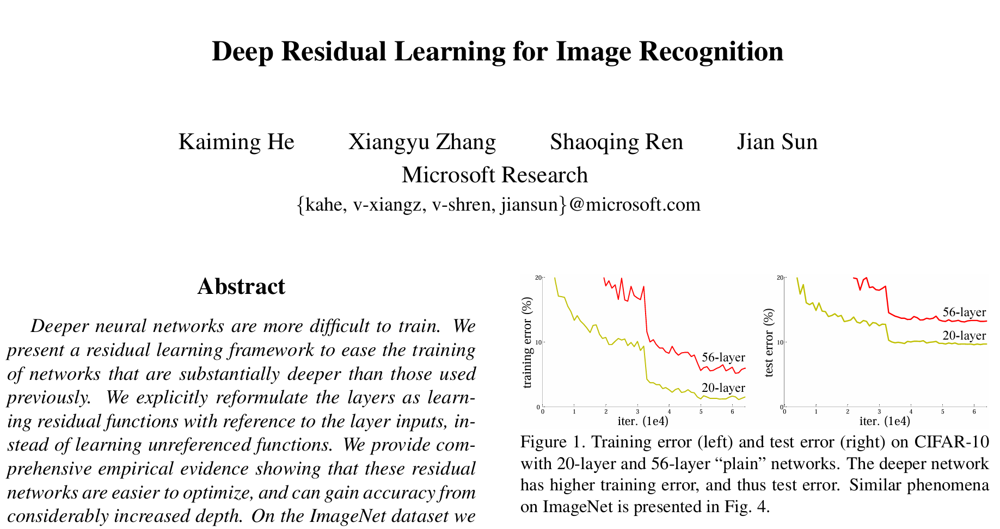 Deep Residual Learning for Image Recognition
Kaiming He Xiangyu Zhang Shaoqing Ren Jian Sun
Microsoft Research
{kahe, v-xiangz, v-shren, jiansun}@microsoft.com
Abstract
Deeper neural networks are more difficult to train. We
present a residual learning framework to ease the training
of networks that are substantially deeper than those used
previously. We explicitly reformulate the layers as learn-
ing residual functions with reference to the layer inputs, in-
stead of learning unreferenced functions. We provide com-
prehensive empirical evidence showing that these residual
networks are easier to optimize, and can gain accuracy from
considerably increased depth. On the ImageNet dataset we
20
10
0
training error (%)
56-layer
20-layer
0 1 2 3 4 5 6
iter. (1e4)
20
10
0
test error (%)
56-layer
20-layer
0 1 2 3 4 5 6
iter. (1e4)
Figure 1. Training error (left) and test error (right) on CIFAR-10
with 20-layer and 56-layer “plain” networks. The deeper network
has higher training error, and thus test error. Similar phenomena
on ImageNet is presented in Fig. 4.